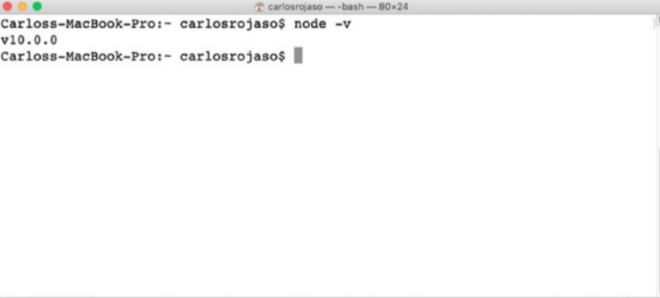 carlosrojaso — -bash — 80×24
Carloss-MacBook-Pro:~ carlosrojaso$ node -v
v10.0.0
Carloss-MacBook-Pro:~ carlosrojaso$